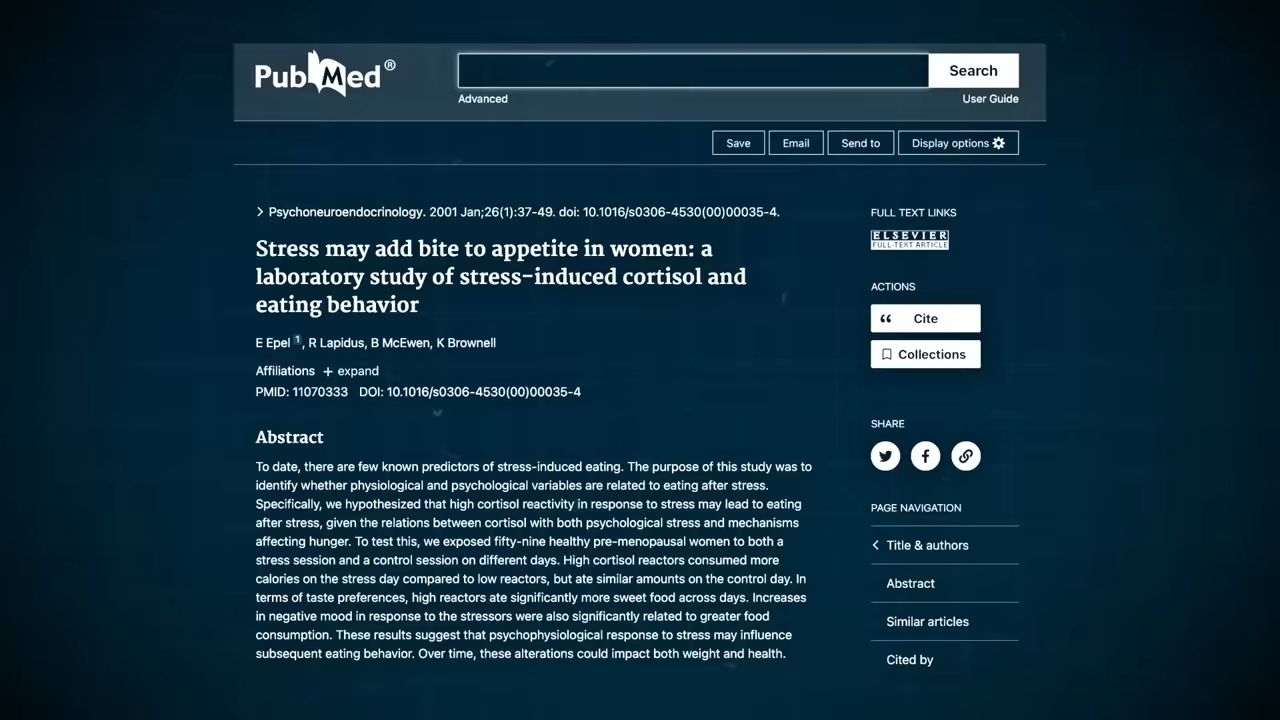 PubMed®
Search
Advanced
User Guide
Save
Email
Send to
Display options
Psychoneuroendocrinology. 2001 Jan;26(1):37-49. doi: 10.1016/s0306-4530(00)00035-4.
Stress may add bite to appetite in women: a
laboratory study of stress-induced cortisol and
eating behavior
E Epel 1, R Lapidus, B McEwen, K Brownell
Affiliations + expand
PMID: 11070333 DOI: 10.1016/s0306-4530(00)00035-4
Abstract
To date, there are few known predictors of stress-induced eating. The purpose of this study was to
identify whether physiological and psychological variables are related to eating after stress.
Specifically, we hypothesized that high cortisol reactivity in response to stress may lead to eating
after stress, given the relations between cortisol with both psychological stress and mechanisms
affecting hunger. To test this, we exposed fifty-nine healthy pre-menopausal women to both a
stress session and a control session on different days. High cortisol reactors consumed more
calories on the stress day compared to low reactors, but ate similar amounts on the control day. In
terms of taste preferences, high reactors ate significantly more sweet food across days. Increases
in negative mood in response to the stressors were also significantly related to greater food
consumption. These results suggest that psychophysiological response to stress may influence
subsequent eating behavior. Over time, these alterations could impact both weight and health.
FULL TEXT LINKS
ELSEVIER
FULL-TEXT ARTICLE
ACTIONS
Cite
Collections
SHARE
PAGE NAVIGATION
Title & authors
Abstract
Similar articles
Cited by